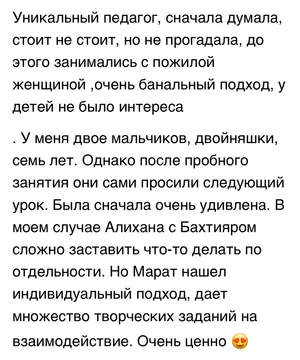 Уникальный педагог, сначала думала,
стоит не стоит, но не прогадала, до
этого занимались с пожилой
женщиной ,очень банальный подход, у
детей не было интереса
. У меня двое мальчиков, двойняшки,
семь лет. Однако после пробного
занятия они сами просили следующий
урок. Была сначала очень удивлена. В
моем случае Алихана с Бахтияром
сложно заставить что-то делать по
отдельности. Но Марат нашел
индивидуальный подход, дает
множество творческих заданий на
взаимодействие. Очень ценно 😍